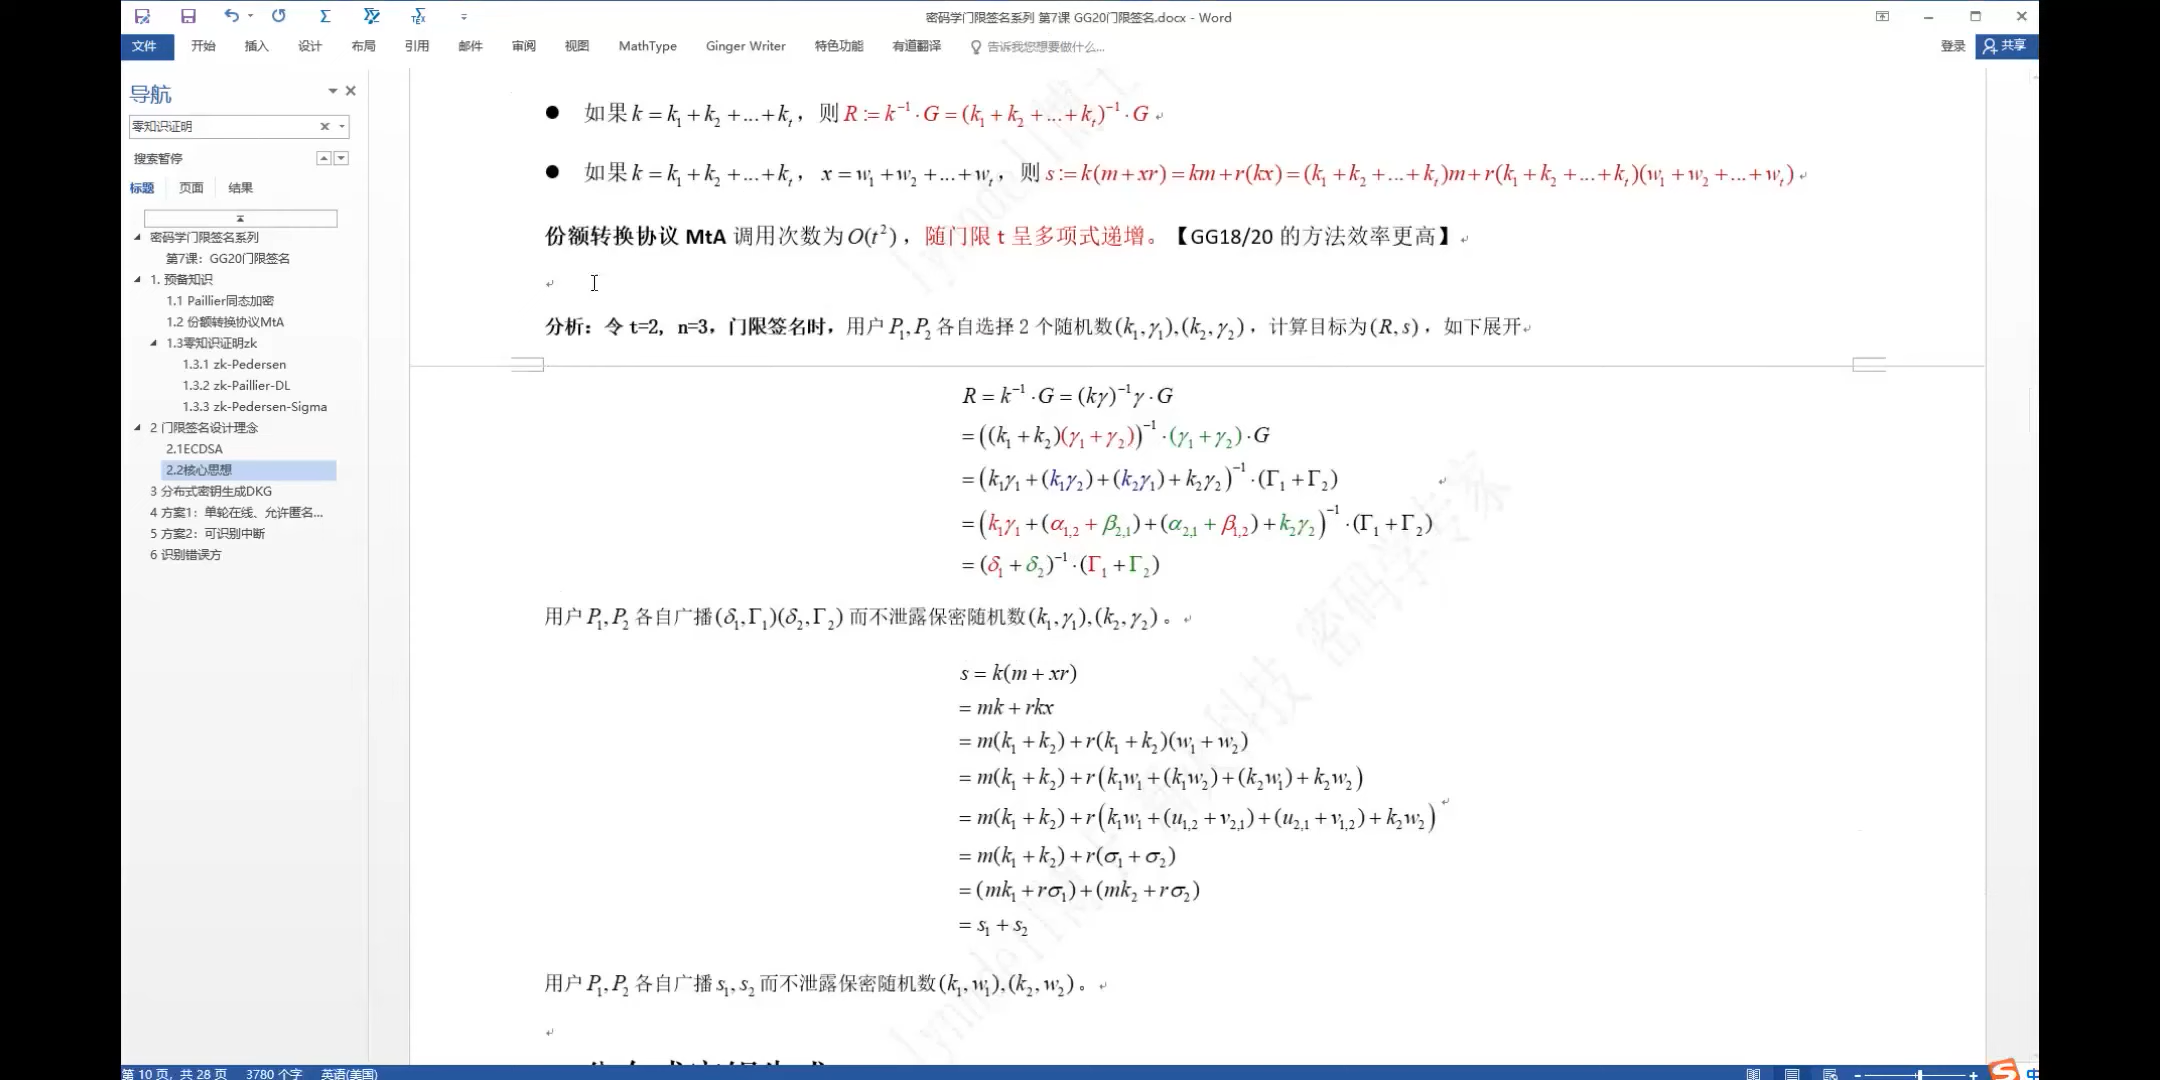 密码学门限签名系列 第7课 GG20门限签名.docx - Word
文件 开始 插入 设计 布局 引用 邮件 审阅 视图 MathType Ginger Writer 特色功能 有道翻译 告诉我您想要做什么... 登录 共享
导航
零知识证明
搜索暂停
标题 页面 结果
密码学门限签名系列
第7课：GG20门限签名
1. 预备知识
1.1 Paillier同态加密
1.2 份额转换协议MtA
1.3零知识证明zk
1.3.1 zk-Pedersen
1.3.2 zk-Paillier-DL
1.3.3 zk-Pedersen-Sigma
2 门限签名设计理念
2.1ECDSA
2.2核心思想
3 分布式密钥生成DKG
4 方案1：单轮在线、允许匿名...
5 方案2：可识别中断
6 识别错误方
● 如果 k = k₁ + k₂ + ... + kₜ，则 R := k⁻¹ · G = (k₁ + k₂ + ... + kₜ)⁻¹ · G
● 如果 k = k₁ + k₂ + ... + kₜ，x = w₁ + w₂ + ... + wₜ，则 s := k(m + xr) = km + r(kx) = (k₁ + k₂ + ... + kₜ)m + r(k₁ + k₂ + ... + kₜ)(w₁ + w₂ + ... + wₜ)
份额转换协议 MtA 调用次数为 O(t²)，随门限 t 呈多项式递增。【GG18/20 的方法效率更高】
分析：令 t=2, n=3，门限签名时，用户 P₁, P₂ 各自选择 2 个随机数 (k₁, γ₁), (k₂, γ₂)，计算目标为 (R, s)，如下展开
R = k⁻¹ · G = (kγ)⁻¹ γ · G
= ((k₁ + k₂)(γ₁ + γ₂))⁻¹ · (γ₁ + γ₂) · G
= (k₁γ₁ + (k₁γ₂) + (k₂γ₁) + k₂γ₂)⁻¹ · (Γ₁ + Γ₂)
= (k₁γ₁ + (α₁,₂ + β₂,₁) + (α₂,₁ + β₁,₂) + k₂γ₂)⁻¹ · (Γ₁ + Γ₂)
= (δ₁ + δ₂)⁻¹ · (Γ₁ + Γ₂)
用户 P₁, P₂ 各自广播 (δ₁, Γ₁)(δ₂, Γ₂) 而不泄露保密随机数 (k₁, γ₁), (k₂, γ₂)。
s = k(m + xr)
= mk + rkx
= m(k₁ + k₂) + r(k₁ + k₂)(w₁ + w₂)
= m(k₁ + k₂) + r(k₁w₁ + (k₁w₂) + (k₂w₁) + k₂w₂)
= m(k₁ + k₂) + r(k₁w₁ + (u₁,₂ + v₂,₁) + (u₂,₁ + v₁,₂) + k₂w₂)
= m(k₁ + k₂) + r(σ₁ + σ₂)
= (mk₁ + rσ₁) + (mk₂ + rσ₂)
= s₁ + s₂
用户 P₁, P₂ 各自广播 s₁, s₂ 而不泄露保密随机数 (k₁, w₁), (k₂, w₂)。
第 10 页，共 28 页 3780 个字 英语(美国)